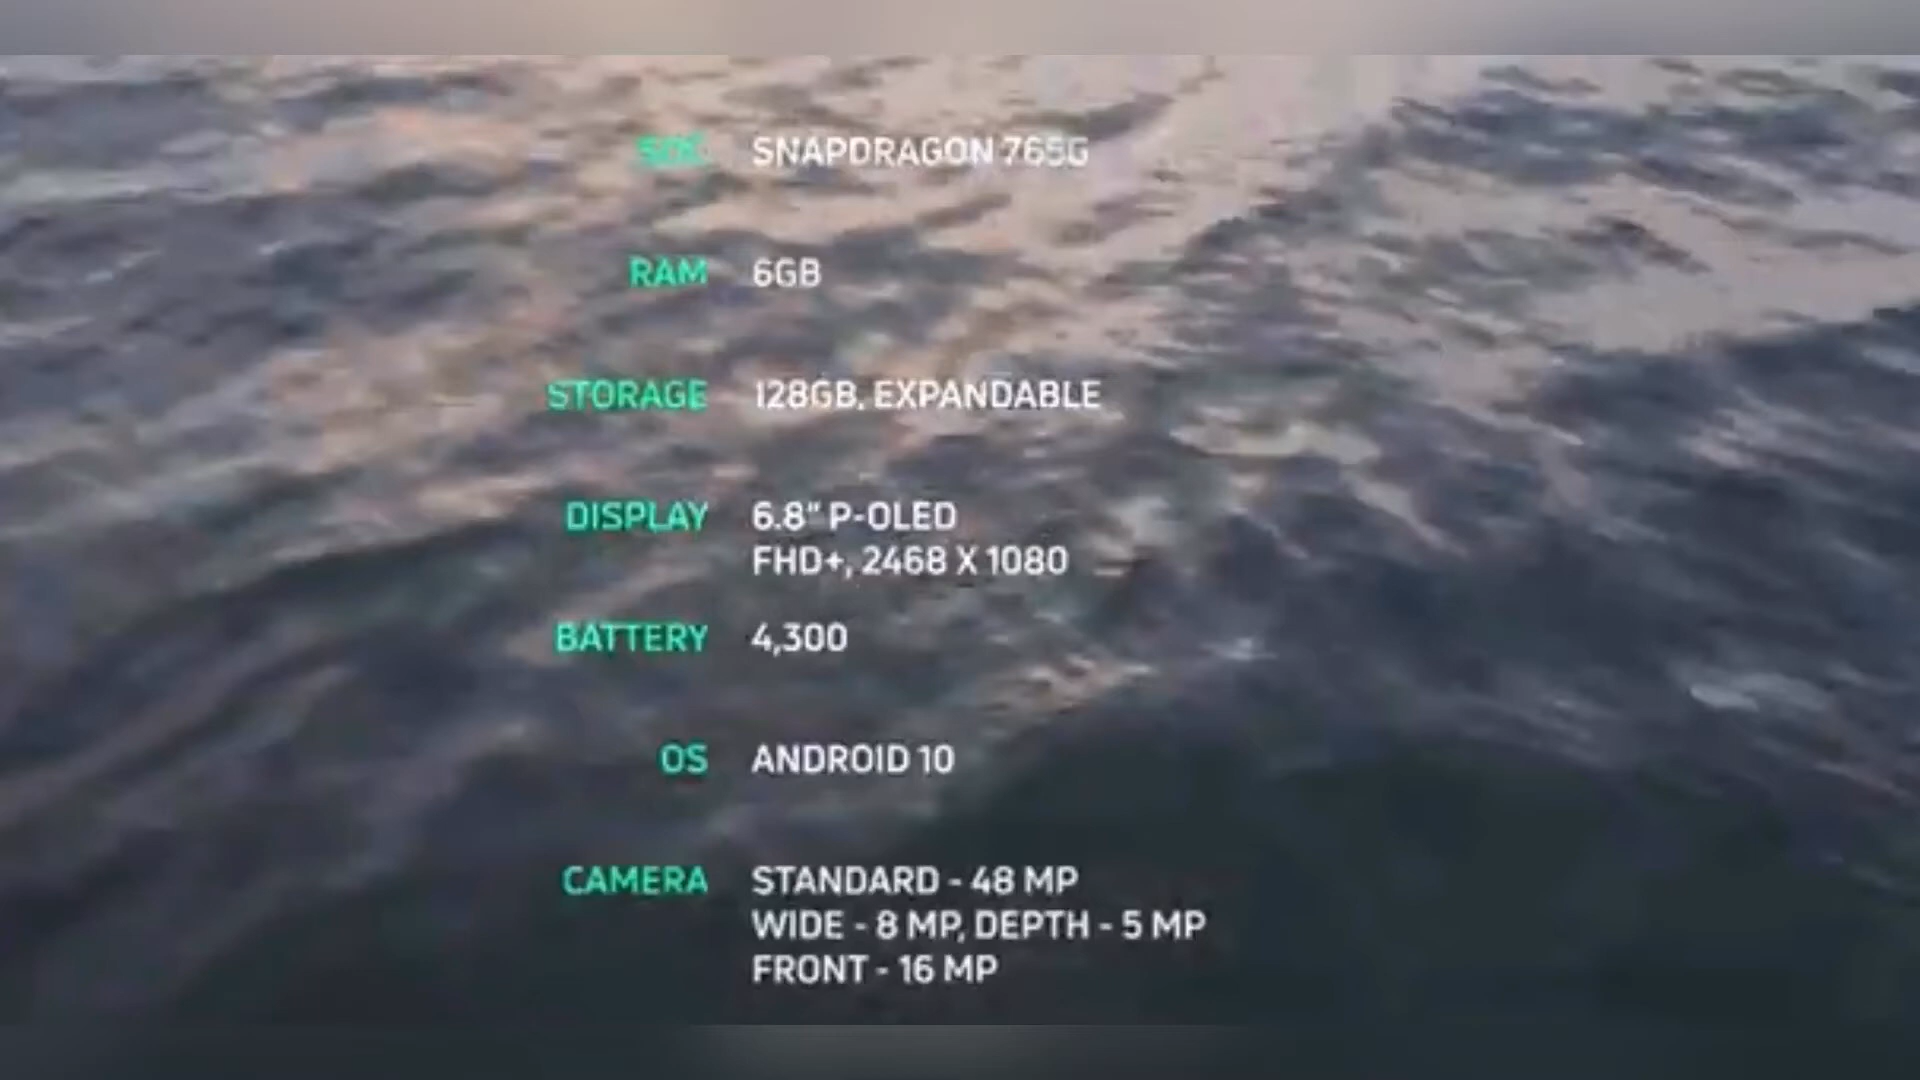 SOC SNAPDRAGON 765G
RAM 6GB
STORAGE 128GB, EXPANDABLE
DISPLAY 6.8" P-OLED
FHD+, 2468 X 1080
BATTERY 4,300
OS ANDROID 10
CAMERA STANDARD - 48 MP
WIDE - 8 MP, DEPTH - 5 MP
FRONT - 16 MP